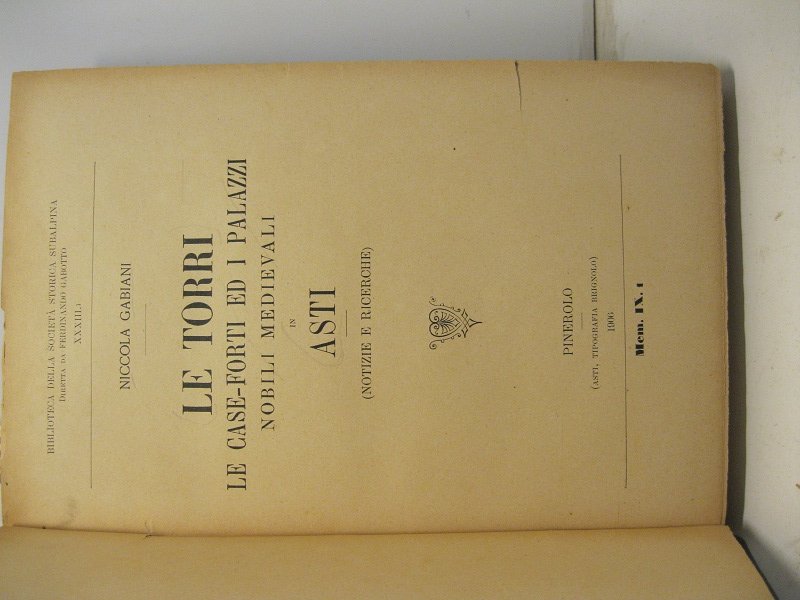 BIBLIOTECA DELLA SOCIETÀ STORICA SUBALPINA
DIRETTA DA FERDINANDO GABOTTO
XXXIII.
NICCOLA GABIANI
LE TORRI
LE CASE-FORTI ED I PALAZZI
NOBILI MEDIEVALI
IN
ASTI
(NOTIZIE E RICERCHE)
PINEROLO
(ASTI, TIPOGRAFIA BRIGNOLO)
1906
Mem. IX. 1